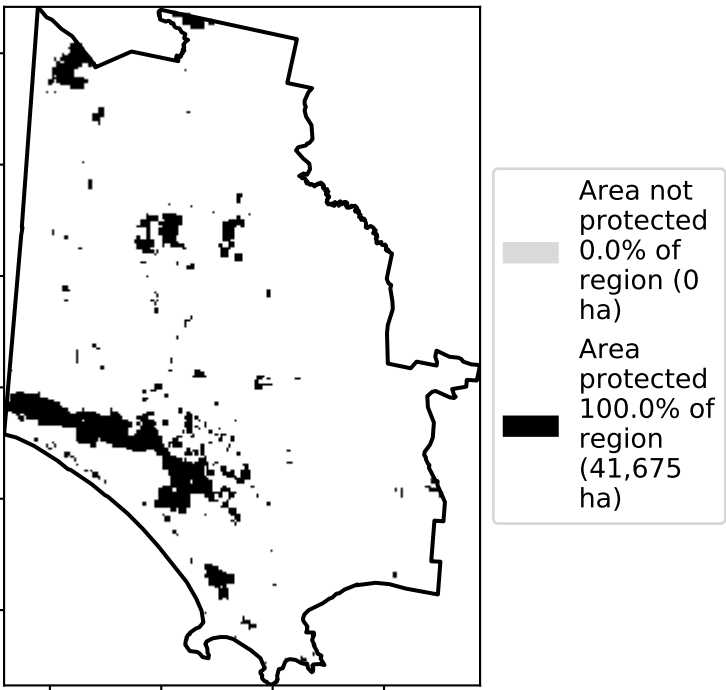 Area not
protected
0.0% of
region (0
ha)
Area
protected
100.0% of
region
(41,675
ha)